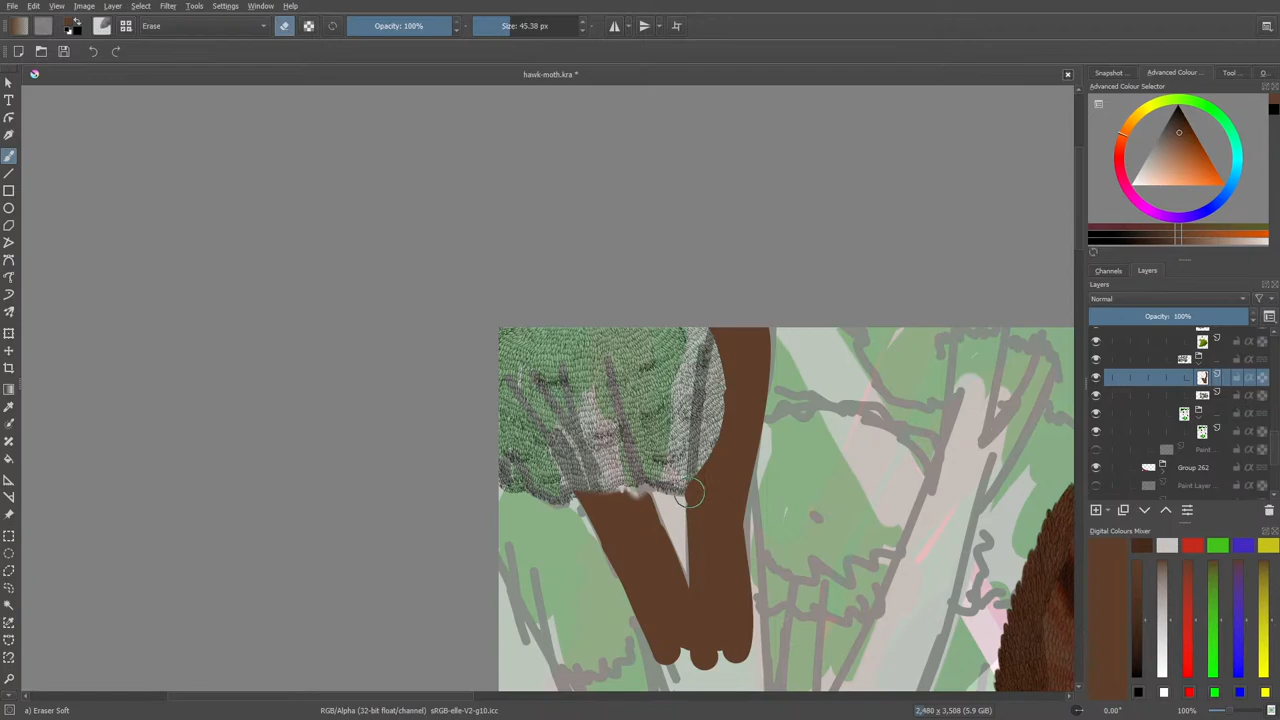 File Edit View Image Layer Select Filter Tools Settings Window Help
Erase Opacity: 100% Size: 45.38 px
hawk-moth.kra *
Snapshot ... Advanced Colour ... Tool ... O...
Advanced Colour Selector
Channels Layers
Layers
Normal
Opacity: 100%
Paint ...
Group 262
Paint Layer ...
Digital Colours Mixer
a) Eraser Soft RGB/Alpha (32-bit float/channel) sRGB-elle-V2-g10.icc 2,480 x 3,508 (5.9 GiB) 0.00°